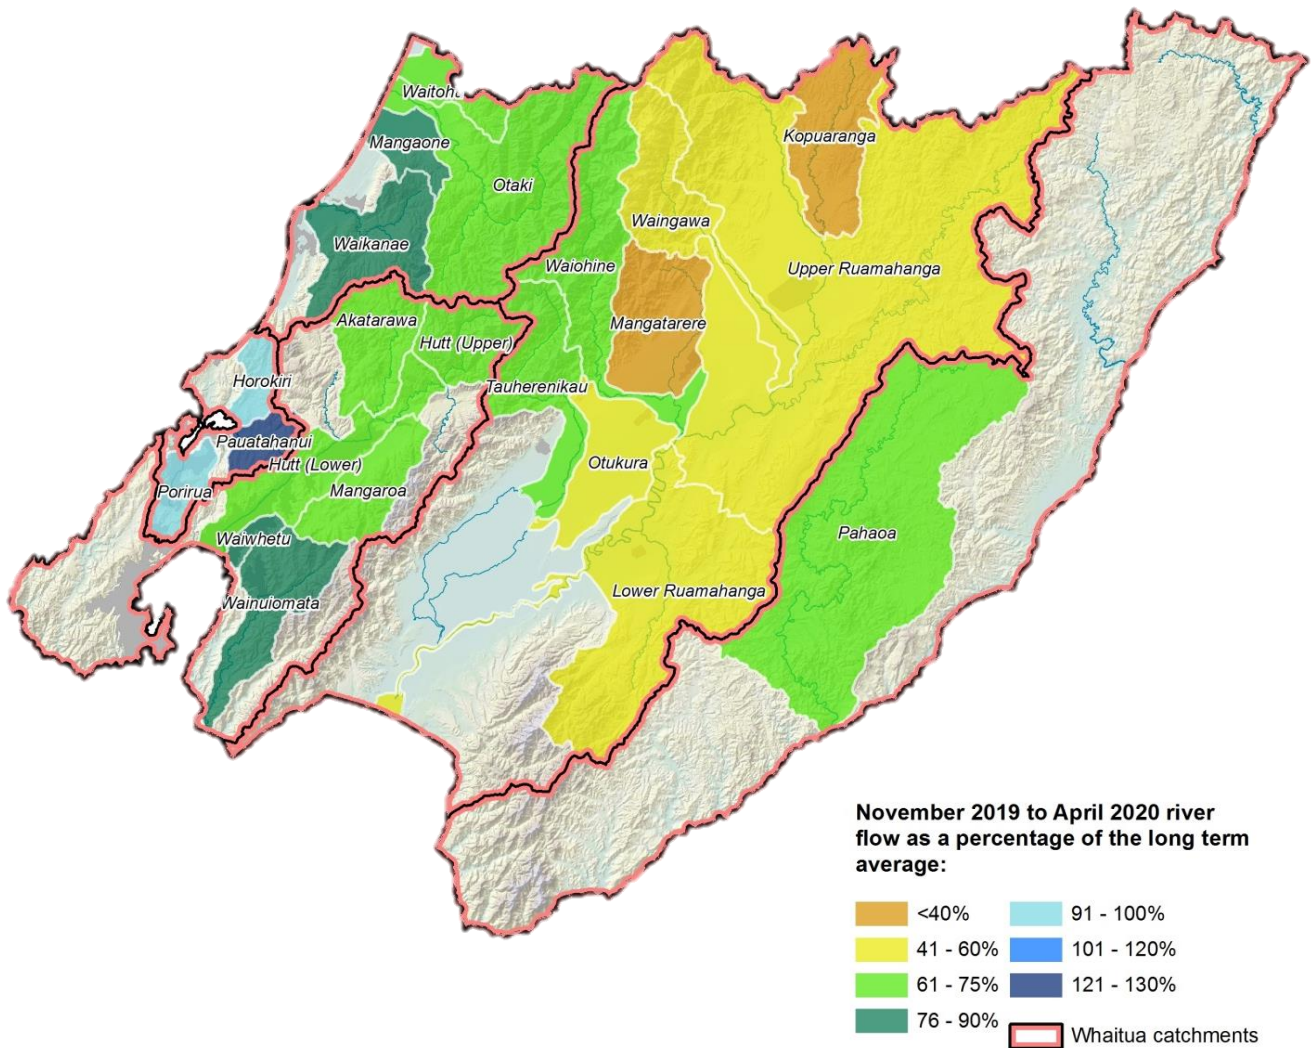 Waitohu
Mangaone
Kopuaranga
Otaki
Waingawa
Waikanae
Waiohine
Upper Ruamahanga
Akatarawa
Mangatarere
Hutt (Upper)
Horokiri
Tauherenikau
Pauatahanui
Hutt (Lower)
Otukura
Porirua
Mangaroa
Pahaoa
Waiwhetu
Lower Ruamahanga
Wainuiomata
November 2019 to April 2020 river
flow as a percentage of the long term
average:
<40%
41 - 60%
61 - 75%
76 - 90%
91 - 100%
101 - 120%
121 - 130%
Whaitua catchments